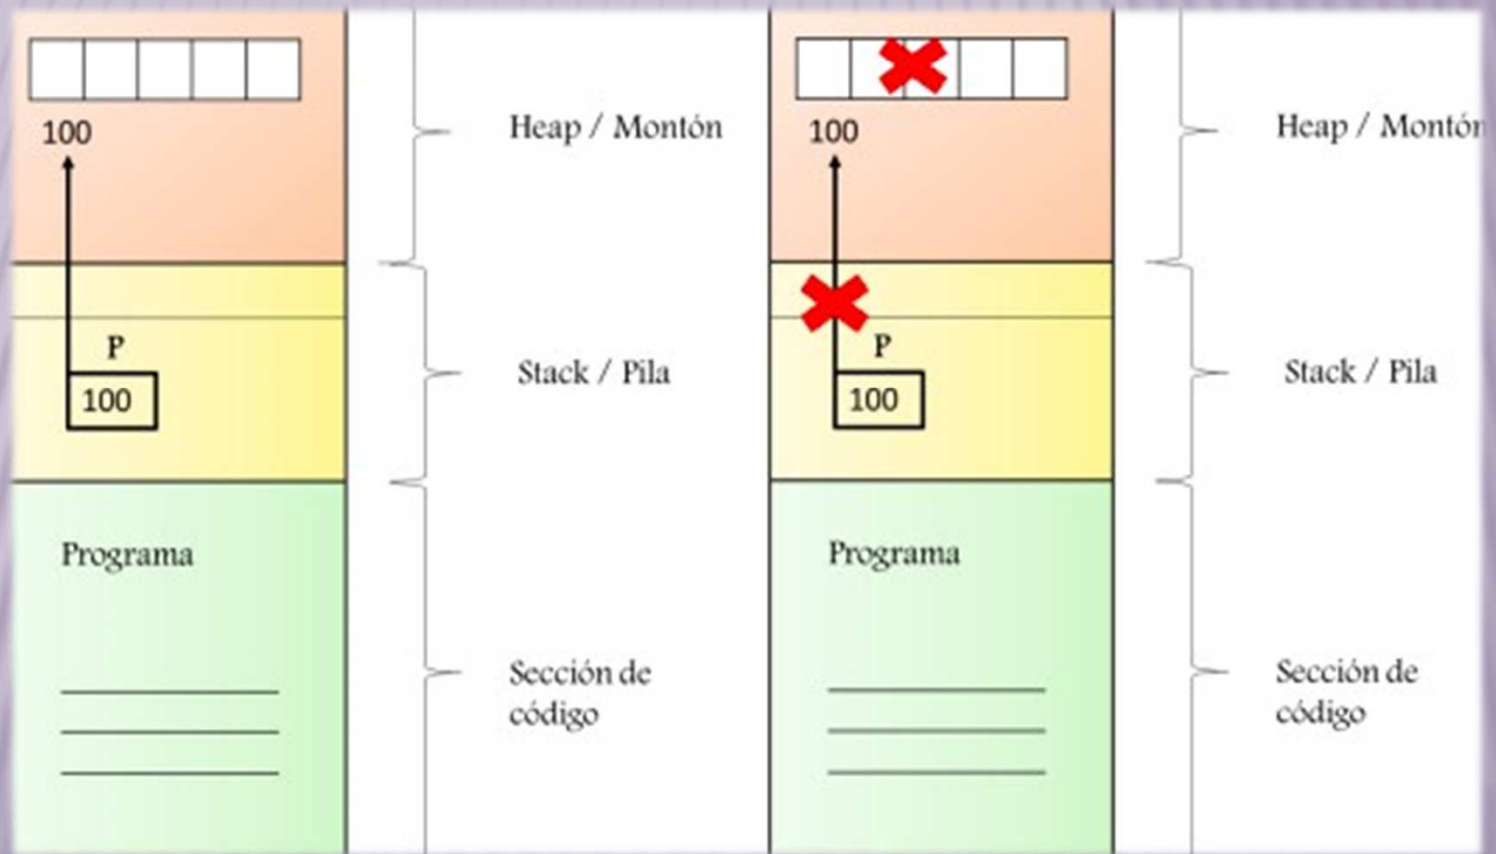 100
Heap / Montón
P
100
Stack / Pila
Programa
Sección de
código
100
Heap / Montón
P
100
Stack / Pila
Programa
Sección de
código